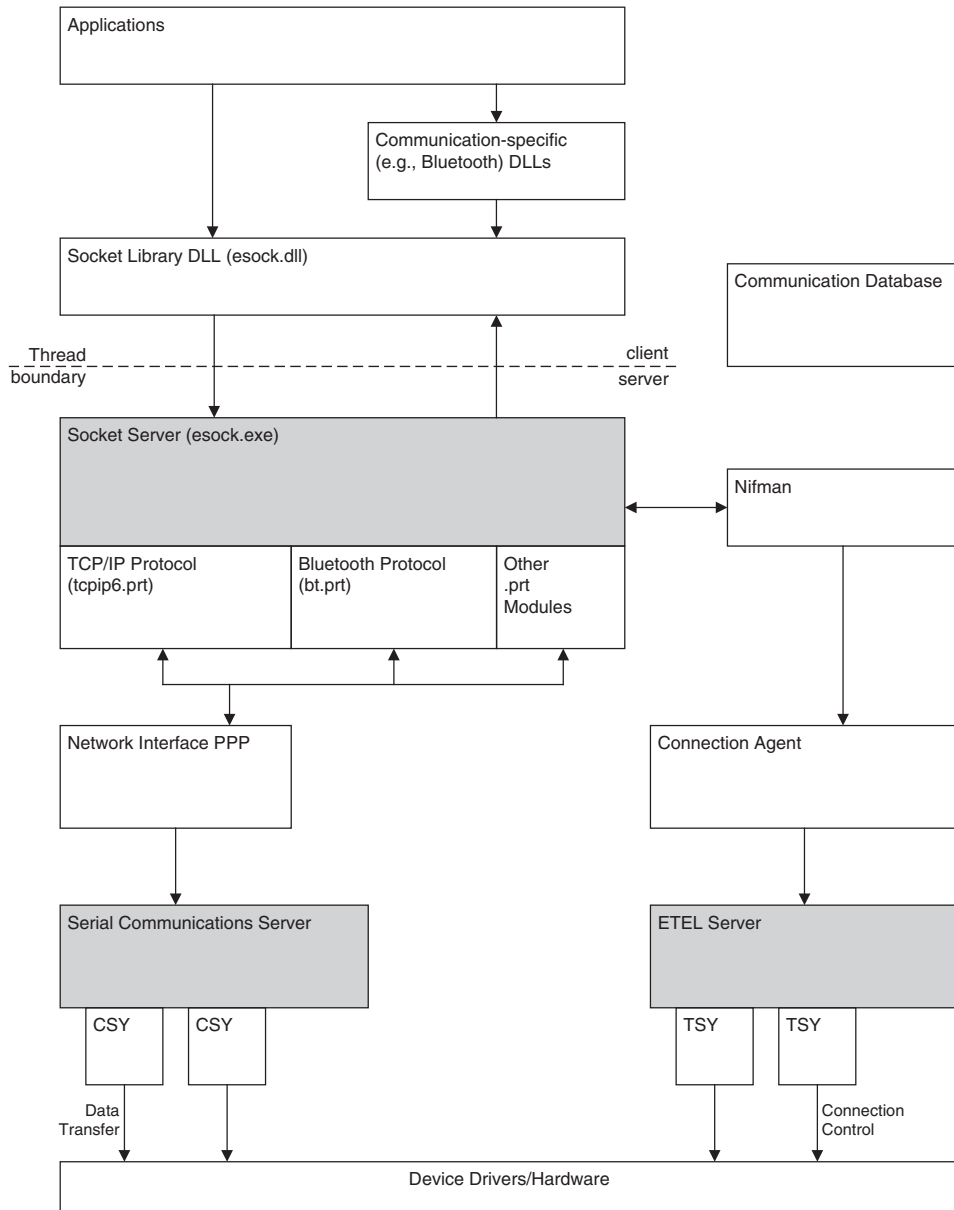 Applications
Communication-specific
(e.g., Bluetooth) DLLs
Socket Library DLL (esock.dll)
Communication Database
Thread
boundary
client
server
Socket Server (esock.exe)
Nifman
TCP/IP Protocol
(tcpip6.prt)
Bluetooth Protocol
(bt.prt)
Other
.prt
Modules
Network Interface PPP
Connection Agent
Serial Communications Server
ETEL Server
CSY
CSY
TSY
TSY
Data
Transfer
Connection
Control
Device Drivers/Hardware